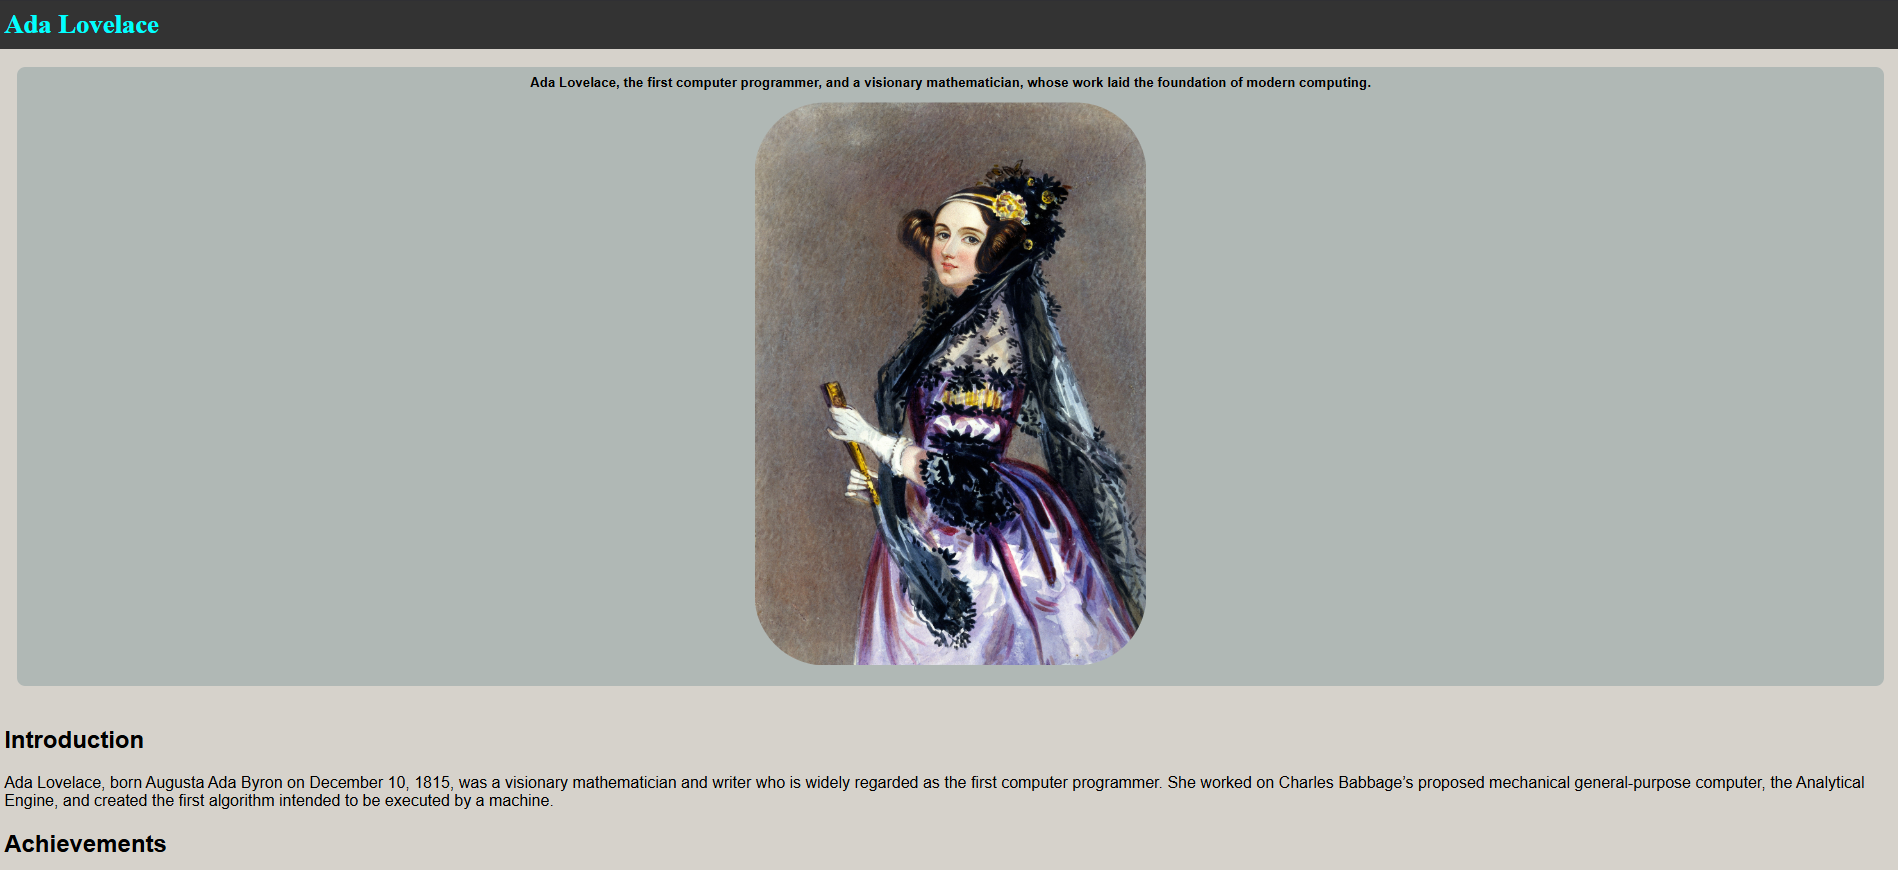 Ada Lovelace
Ada Lovelace, the first computer programmer, and a visionary mathematician, whose work laid the foundation of modern computing.
Introduction
Ada Lovelace, born Augusta Ada Byron on December 10, 1815, was a visionary mathematician and writer who is widely regarded as the first computer programmer. She worked on Charles Babbage’s proposed mechanical general-purpose computer, the Analytical
Engine, and created the first algorithm intended to be executed by a machine.
Achievements